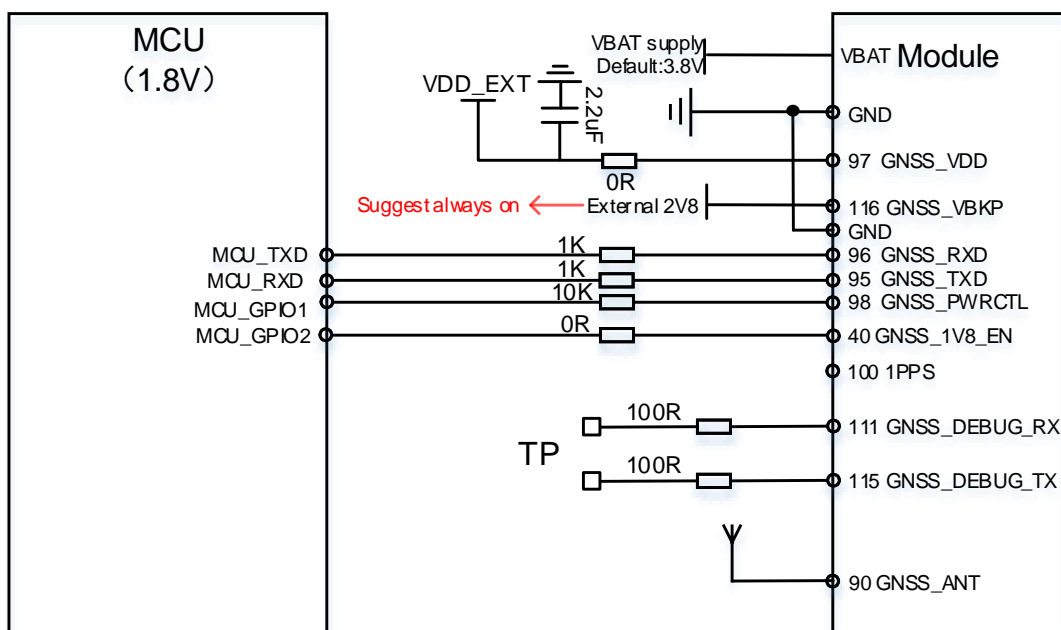 MCU
（1.8V）
VBAT supply
Default:3.8V
VBAT
Module
VDD_EXT
2.2uF
GND
0R
97 GNSS_VDD
Suggest always on
External 2V8
116 GNSS_VBKP
GND
MCU_TXD
1K
96 GNSS_RXD
MCU_RXD
1K
95 GNSS_TXD
MCU_GPIO1
10K
98 GNSS_PWRCTL
MCU_GPIO2
0R
40 GNSS_1V8_EN
100 1PPS
100R
111 GNSS_DEBUG_RX
TP
100R
115 GNSS_DEBUG_TX
90 GNSS_ANT